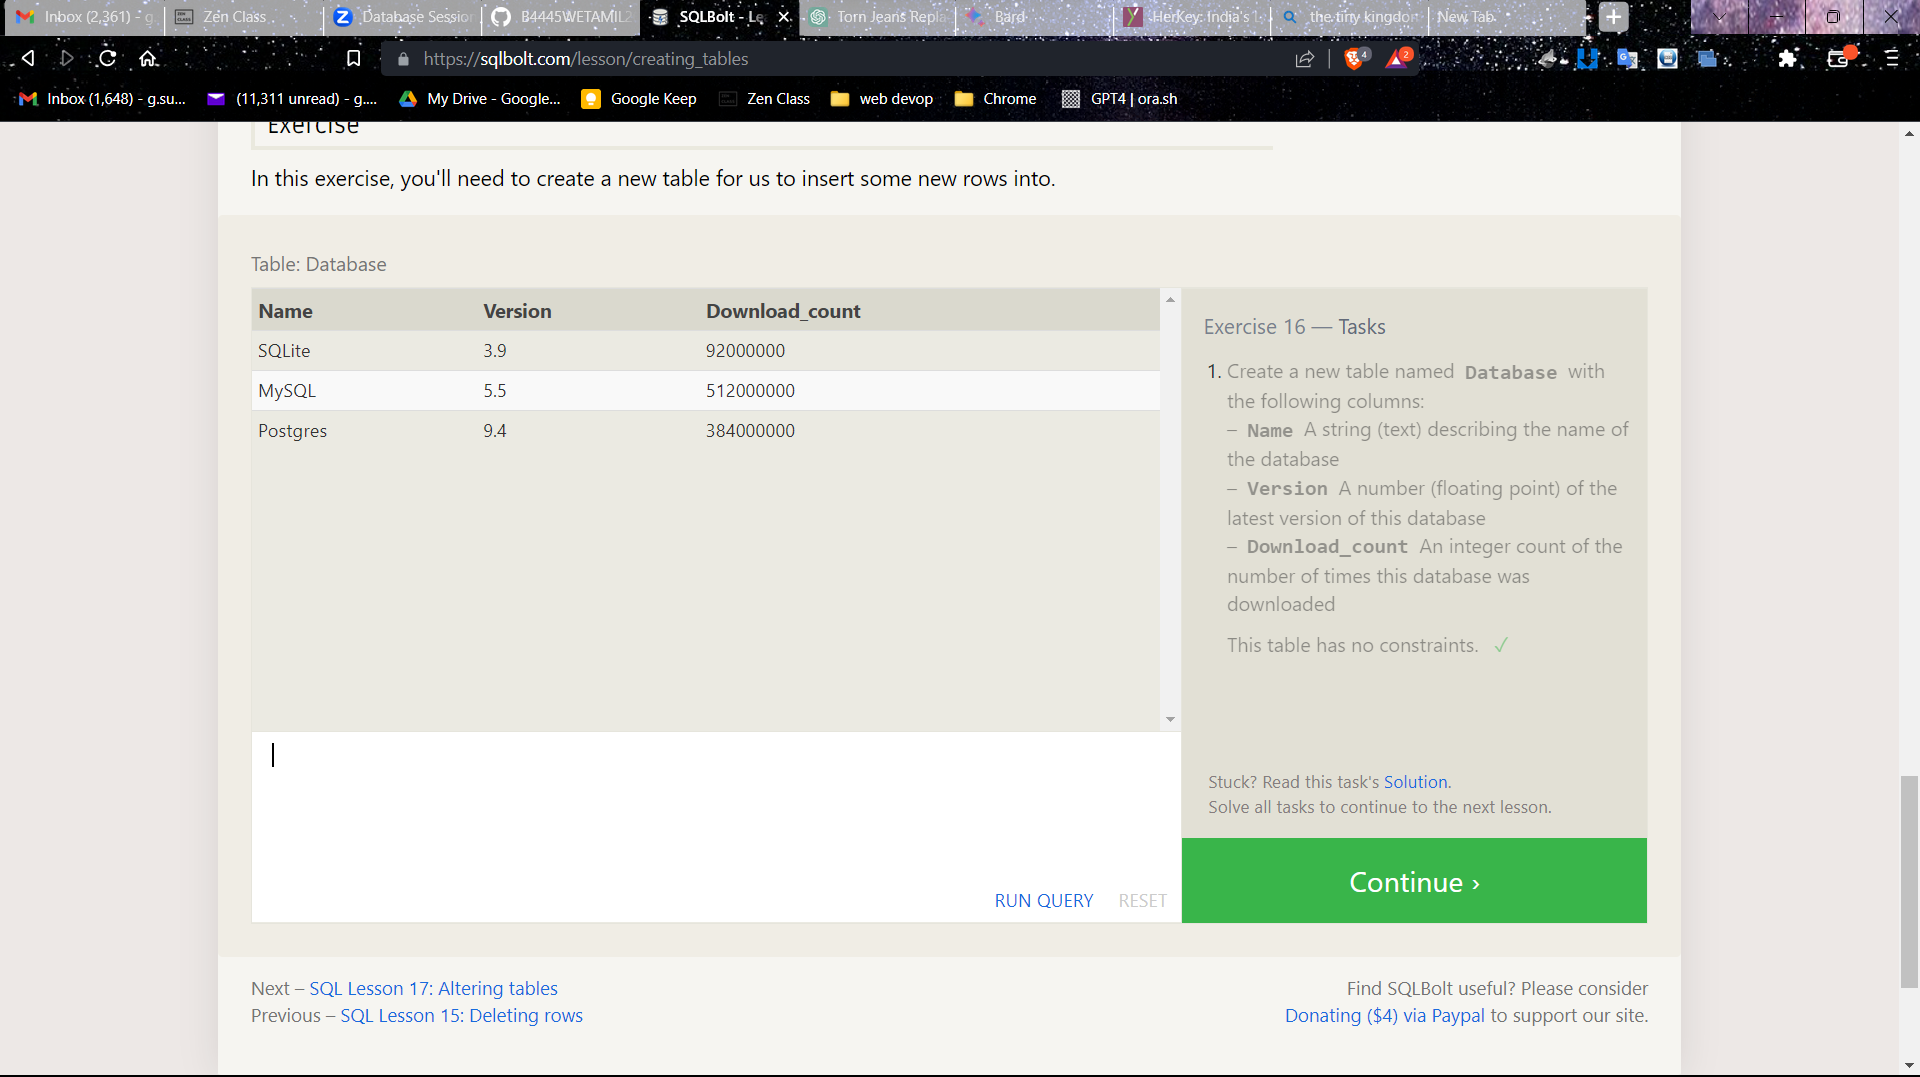 Inbox (2,361) - g
Zen Class
Database Session
B4445WETAMIL2
SQLBolt - Le
Torn Jeans Repla
Bard
HerKey: India's
the tiny kingdom
New Tab
https://sqlbolt.com/lesson/creating_tables
4
2
Inbox (1,648) - g.su...
(11,311 unread) - g....
My Drive - Google...
Google Keep
Zen Class
web devop
Chrome
GPT4 | ora.sh
Exercise
In this exercise, you'll need to create a new table for us to insert some new rows into.
Table: Database
Name Version Download_count
SQLite 3.9 92000000
MySQL 5.5 512000000
Postgres 9.4 384000000
Exercise 16 — Tasks
1. Create a new table named Database with
the following columns:
– Name A string (text) describing the name of
the database
– Version A number (floating point) of the
latest version of this database
– Download_count An integer count of the
number of times this database was
downloaded
This table has no constraints. ✓
Stuck? Read this task's Solution.
Solve all tasks to continue to the next lesson.
RUN QUERY RESET
Continue ›
Next – SQL Lesson 17: Altering tables
Previous – SQL Lesson 15: Deleting rows
Find SQLBolt useful? Please consider
Donating ($4) via Paypal to support our site.